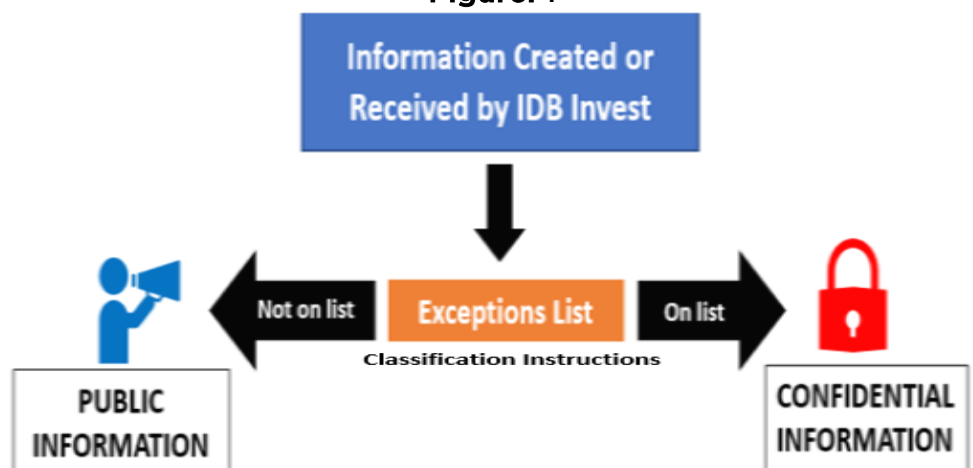 Information Created or
Received by IDB Invest
Not on list
Exceptions List
On list
Classification Instructions
PUBLIC
INFORMATION
CONFIDENTIAL
INFORMATION